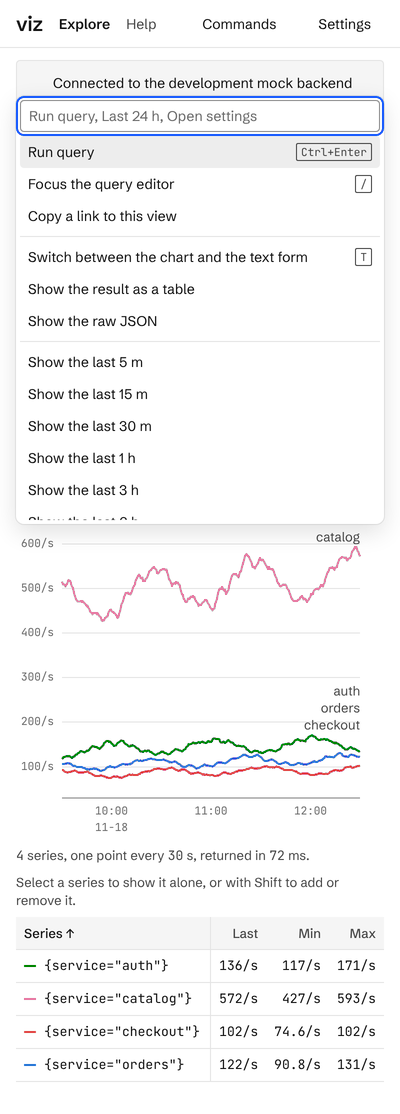 viz Explore Help Commands Settings
Connected to the development mock backend
Run query, Last 24 h, Open settings
Run query Ctrl+Enter
Focus the query editor /
Copy a link to this view
Switch between the chart and the text form T
Show the result as a table
Show the raw JSON
Show the last 5 m
Show the last 15 m
Show the last 30 m
Show the last 1 h
Show the last 3 h
catalog
600/s
500/s
400/s
300/s
auth
orders
200/s
checkout
100/s
10:00 11:00 12:00
11-18
4 series, one point every 30 s, returned in 72 ms.
Select a series to show it alone, or with Shift to add or
remove it.
Series ↑ Last Min Max
{service="auth"} 136/s 117/s 171/s
{service="catalog"} 572/s 427/s 593/s
{service="checkout"} 102/s 74.6/s 102/s
{service="orders"} 122/s 90.8/s 131/s